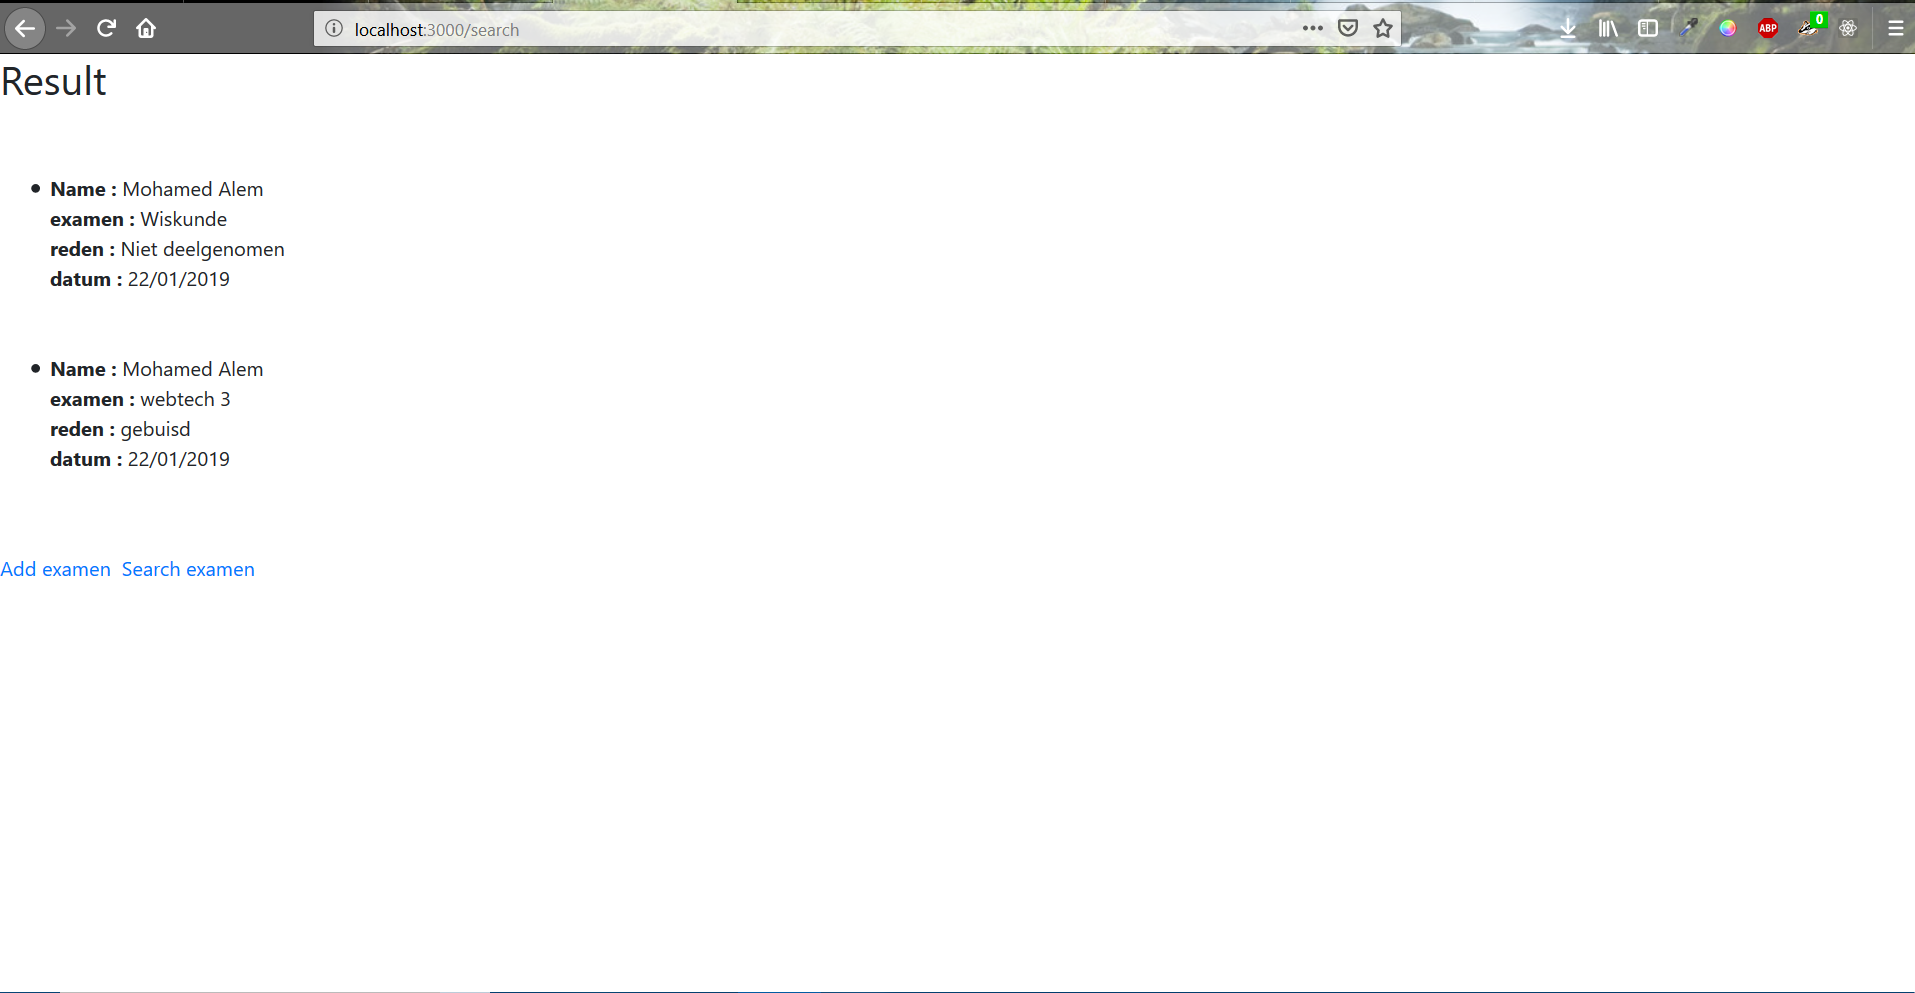 localhost:3000/search
ABP
0
Result
Name : Mohamed Alem
examen : Wiskunde
reden : Niet deelgenomen
datum : 22/01/2019
Name : Mohamed Alem
examen : webtech 3
reden : gebuisd
datum : 22/01/2019
Add examen Search examen